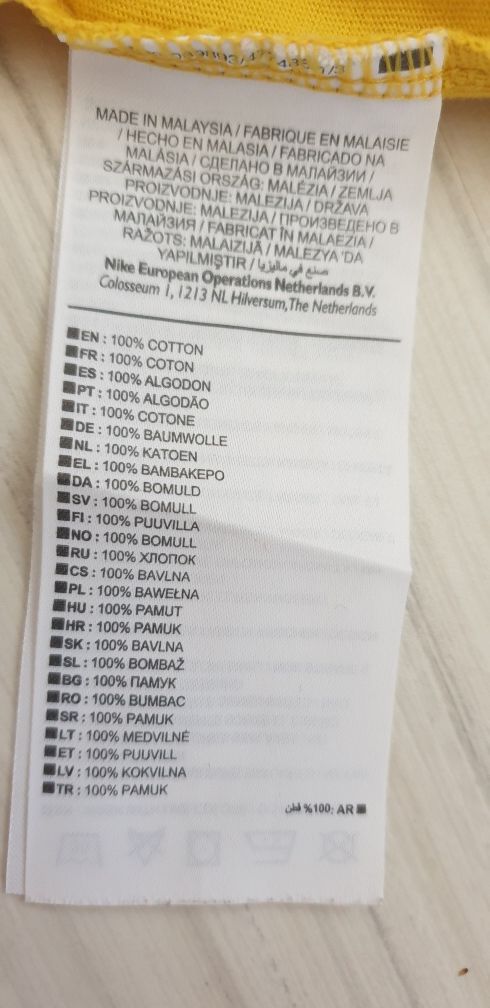 MADE IN MALAYSIA / FABRIQUE EN MALAISIE
/ HECHO EN MALASIA / FABRICADO NA
MALÁSIA / СДЕЛАНО В МАЛАЙЗИИ /
SZÁRMAZÁSI ORSZÁG: MALÉZIA / ZEMLJA
PROIZVODNJE: MALEZIJA / DRŽAVA
PROIZVODNJE: MALEZIJA / ПРОИЗВЕДЕНО В
МАЛАЙЗИЯ / FABRICAT ÎN MALAEZIA /
RAŽOTS: MALAIZIJĀ / MALEZYA 'DA
YAPILMIŞTIR / صنع في ماليزيا
Nike European Operations Netherlands B.V.
Colosseum 1, 1213 NL Hilversum, The Netherlands
EN : 100% COTTON
FR : 100% COTON
ES : 100% ALGODON
PT : 100% ALGODÃO
IT : 100% COTONE
DE : 100% BAUMWOLLE
NL : 100% KATOEN
EL : 100% BAMBAKEPO
DA : 100% BOMULD
SV : 100% BOMULL
FI : 100% PUUVILLA
NO : 100% BOMULL
RU : 100% ХЛОПОК
CS : 100% BAVLNA
PL : 100% BAWEŁNA
HU : 100% PAMUT
HR : 100% PAMUK
SK : 100% BAVLNA
SL : 100% BOMBAŽ
BG : 100% ПАМУК
RO : 100% BUMBAC
SR : 100% PAMUK
LT : 100% MEDVILNĖ
ET : 100% PUUVILL
LV : 100% KOKVILNA
TR : 100% PAMUK
قطن %100: AR